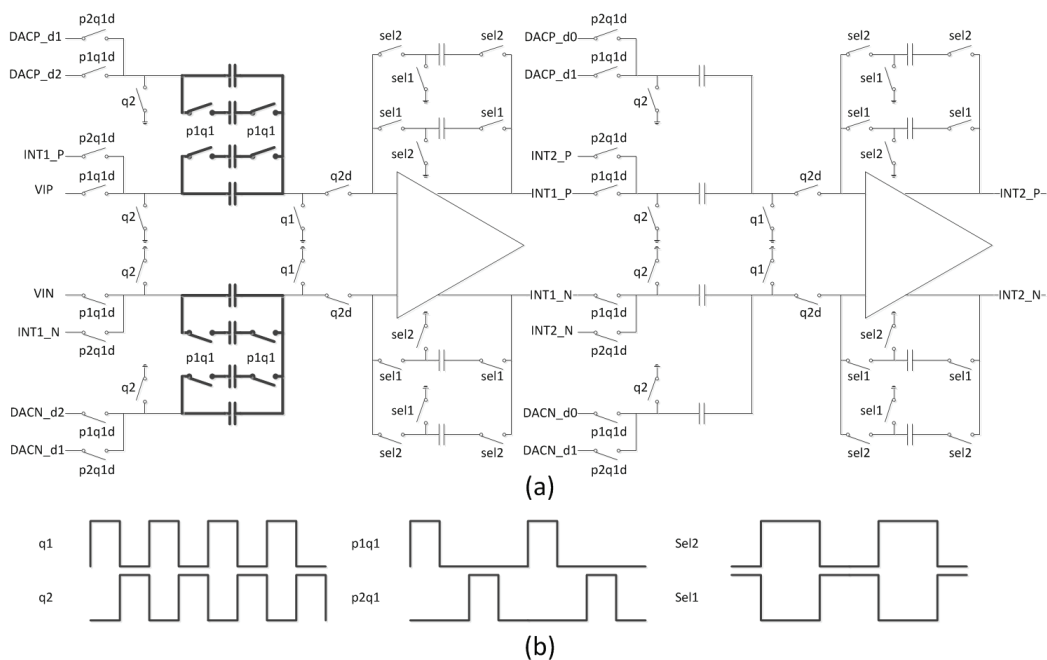 p2q1d
DACP_d1
p1q1d
DACP_d2
q2
p1q1 p1q1
p2q1d
INT1_P
p1q1d
VIP
q2
q2d
q1
sel2 sel2
sel1
sel1 sel1
sel2
p2q1d
DACP_d0
p1q1d
DACP_d1
q2
p2q1d
INT2_P
p1q1d
INT1_P
q2
q2d
q1
sel2 sel2
sel1
sel1 sel1
sel2
INT2_P
q2
q1
VIN
p1q1d
INT1_N
p2q1d
q2d
p1q1 p1q1
q2
DACN_d2
p1q1d
DACN_d1
p2q1d
sel2
sel1 sel1
sel1
sel2 sel2
q2
q1
INT1_N
p1q1d
INT2_N
p2q1d
q2d
q2
DACN_d0
p1q1d
DACN_d1
p2q1d
sel2
sel1 sel1
sel1
sel2 sel2
INT2_N
(a)
q1 p1q1 Sel2
q2 p2q1 Sel1
(b)